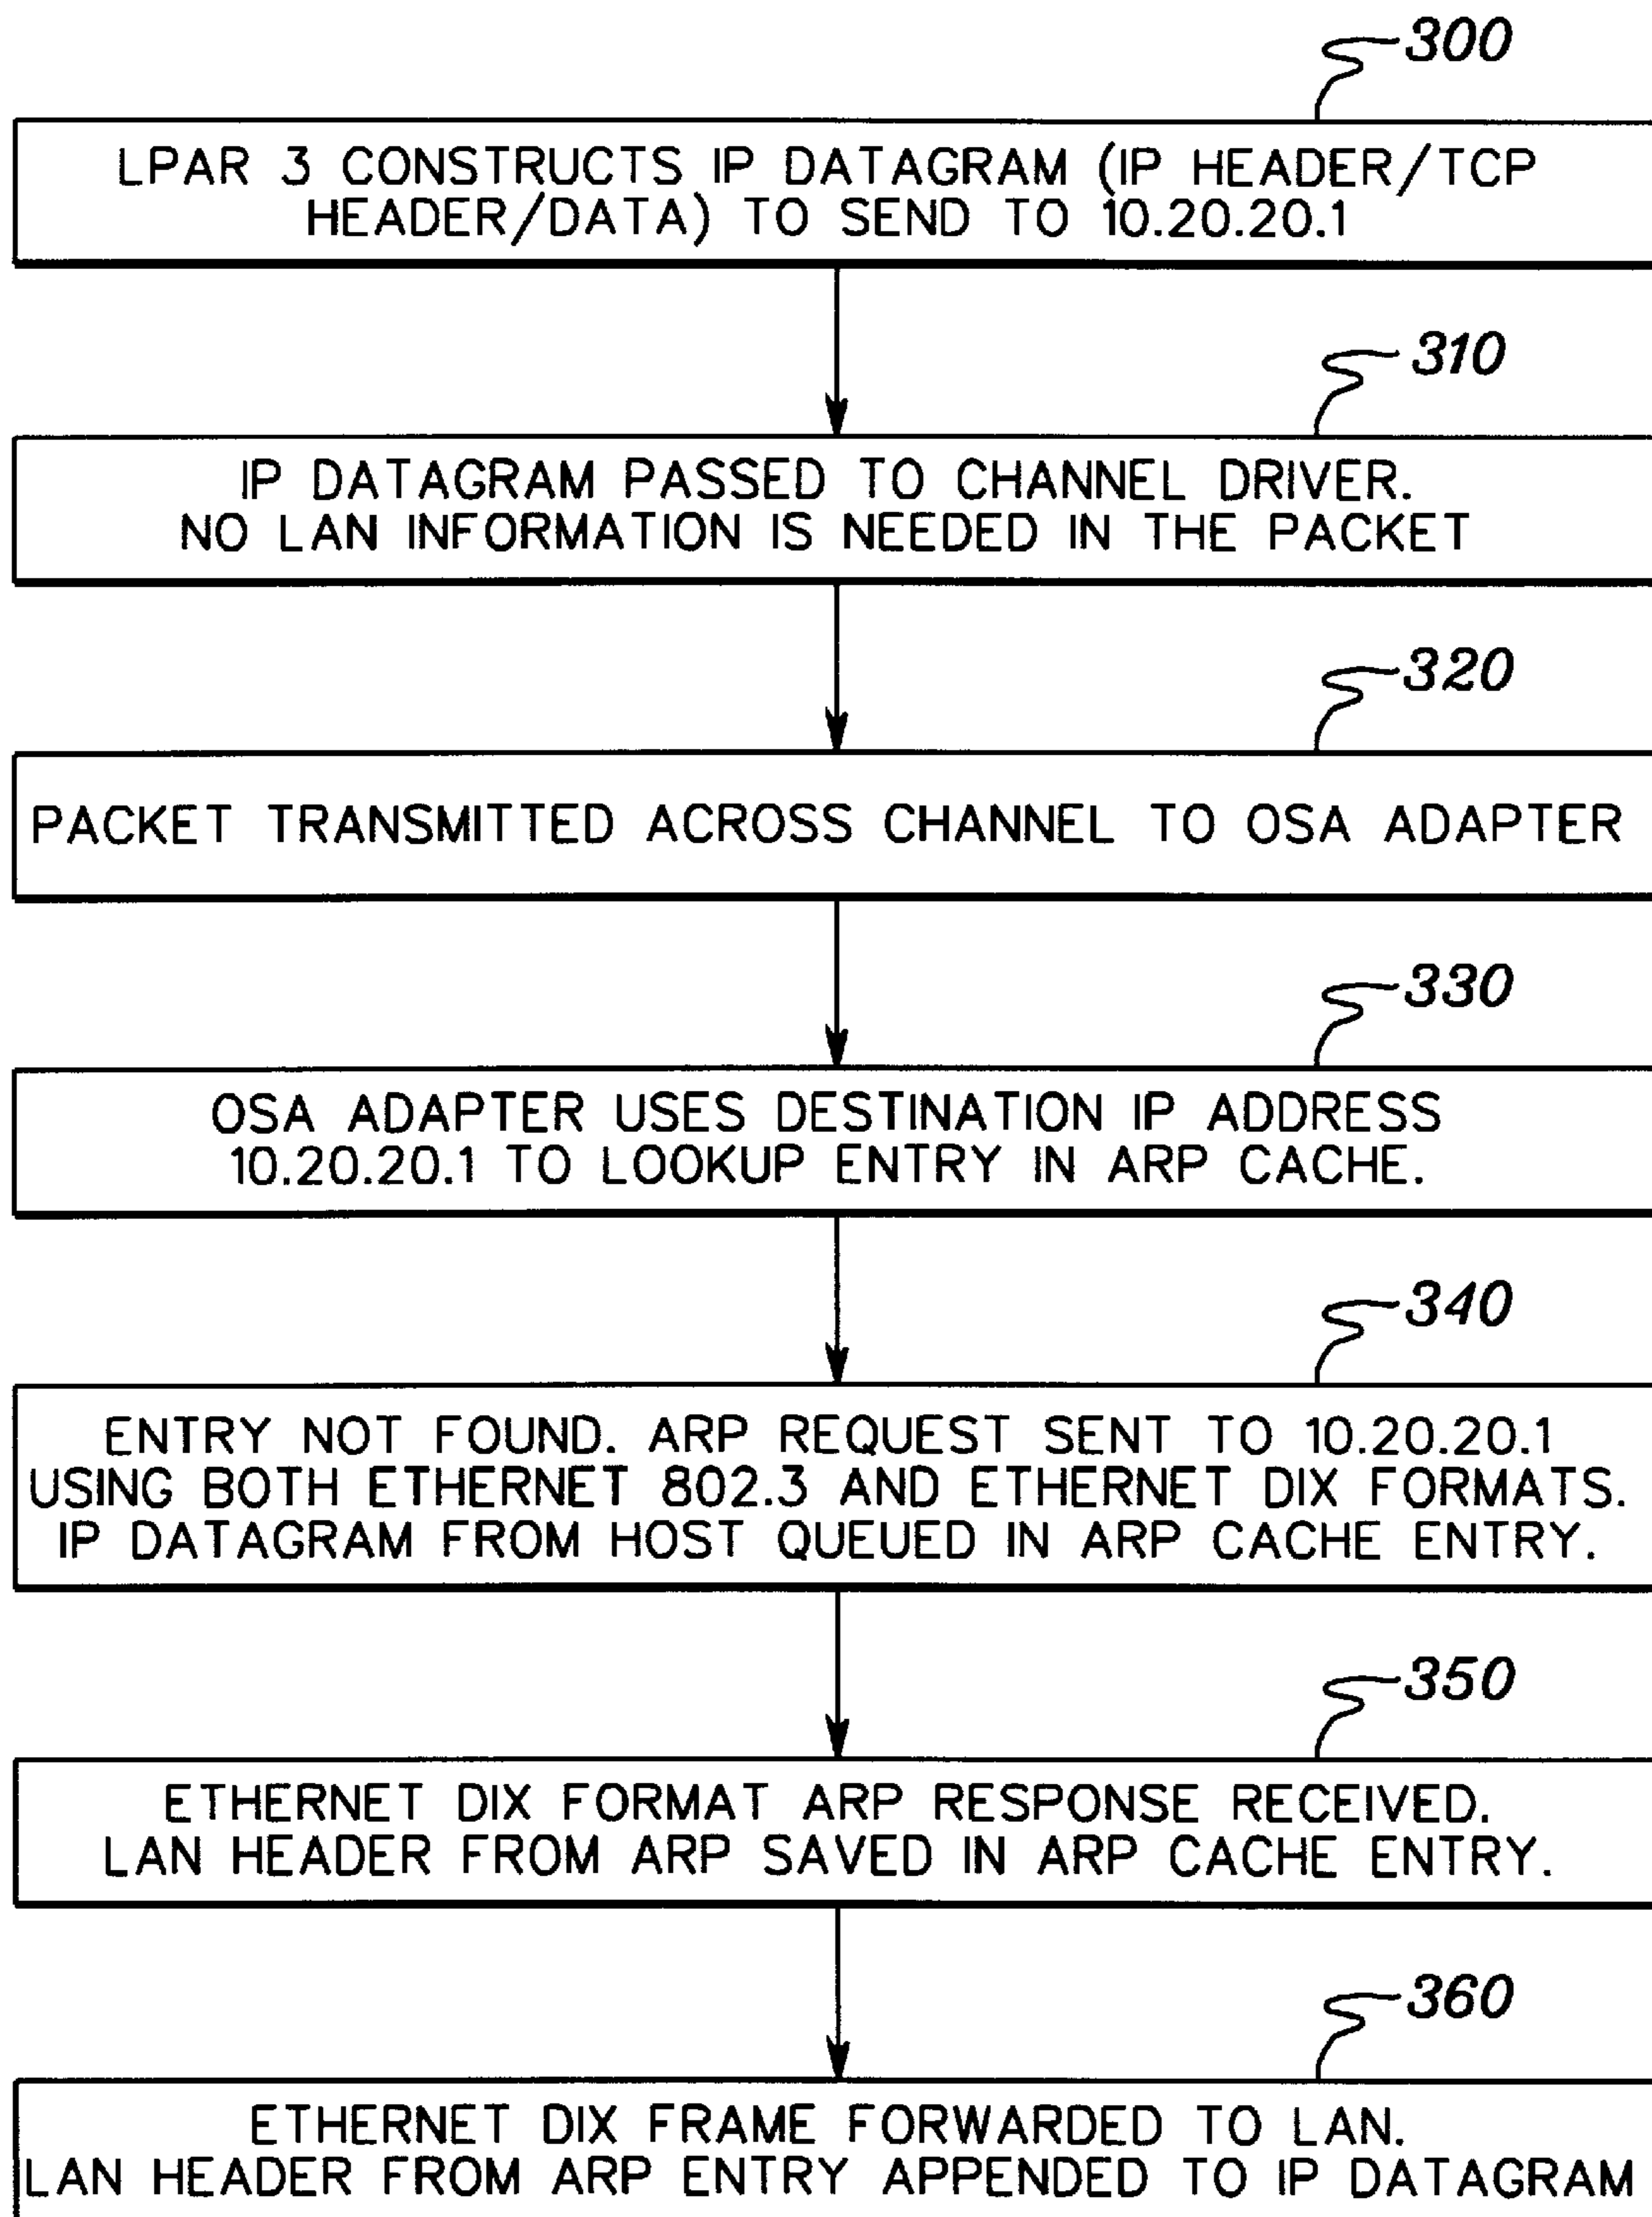 300
LPAR 3 CONSTRUCTS IP DATAGRAM (IP HEADER/TCP
HEADER/DATA) TO SEND TO 10.20.20.1
310
IP DATAGRAM PASSED TO CHANNEL DRIVER.
NO LAN INFORMATION IS NEEDED IN THE PACKET
320
PACKET TRANSMITTED ACROSS CHANNEL TO OSA ADAPTER
330
OSA ADAPTER USES DESTINATION IP ADDRESS
10.20.20.1 TO LOOKUP ENTRY IN ARP CACHE.
340
ENTRY NOT FOUND. ARP REQUEST SENT TO 10.20.20.1
USING BOTH ETHERNET 802.3 AND ETHERNET DIX FORMATS.
IP DATAGRAM FROM HOST QUEUED IN ARP CACHE ENTRY.
350
ETHERNET DIX FORMAT ARP RESPONSE RECEIVED.
LAN HEADER FROM ARP SAVED IN ARP CACHE ENTRY.
360
ETHERNET DIX FRAME FORWARDED TO LAN.
LAN HEADER FROM ARP ENTRY APPENDED TO IP DATAGRAM